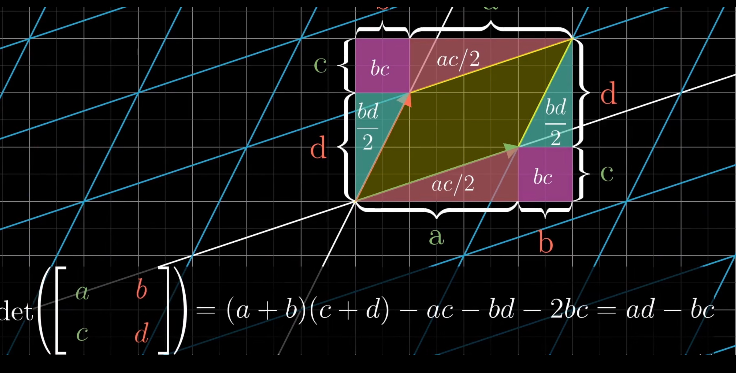 b a
c bc ac/2
d bd/2 bd/2 d
ac/2 bc c
a b
det([a b
c d]) = (a + b)(c + d) − ac − bd − 2bc = ad − bc